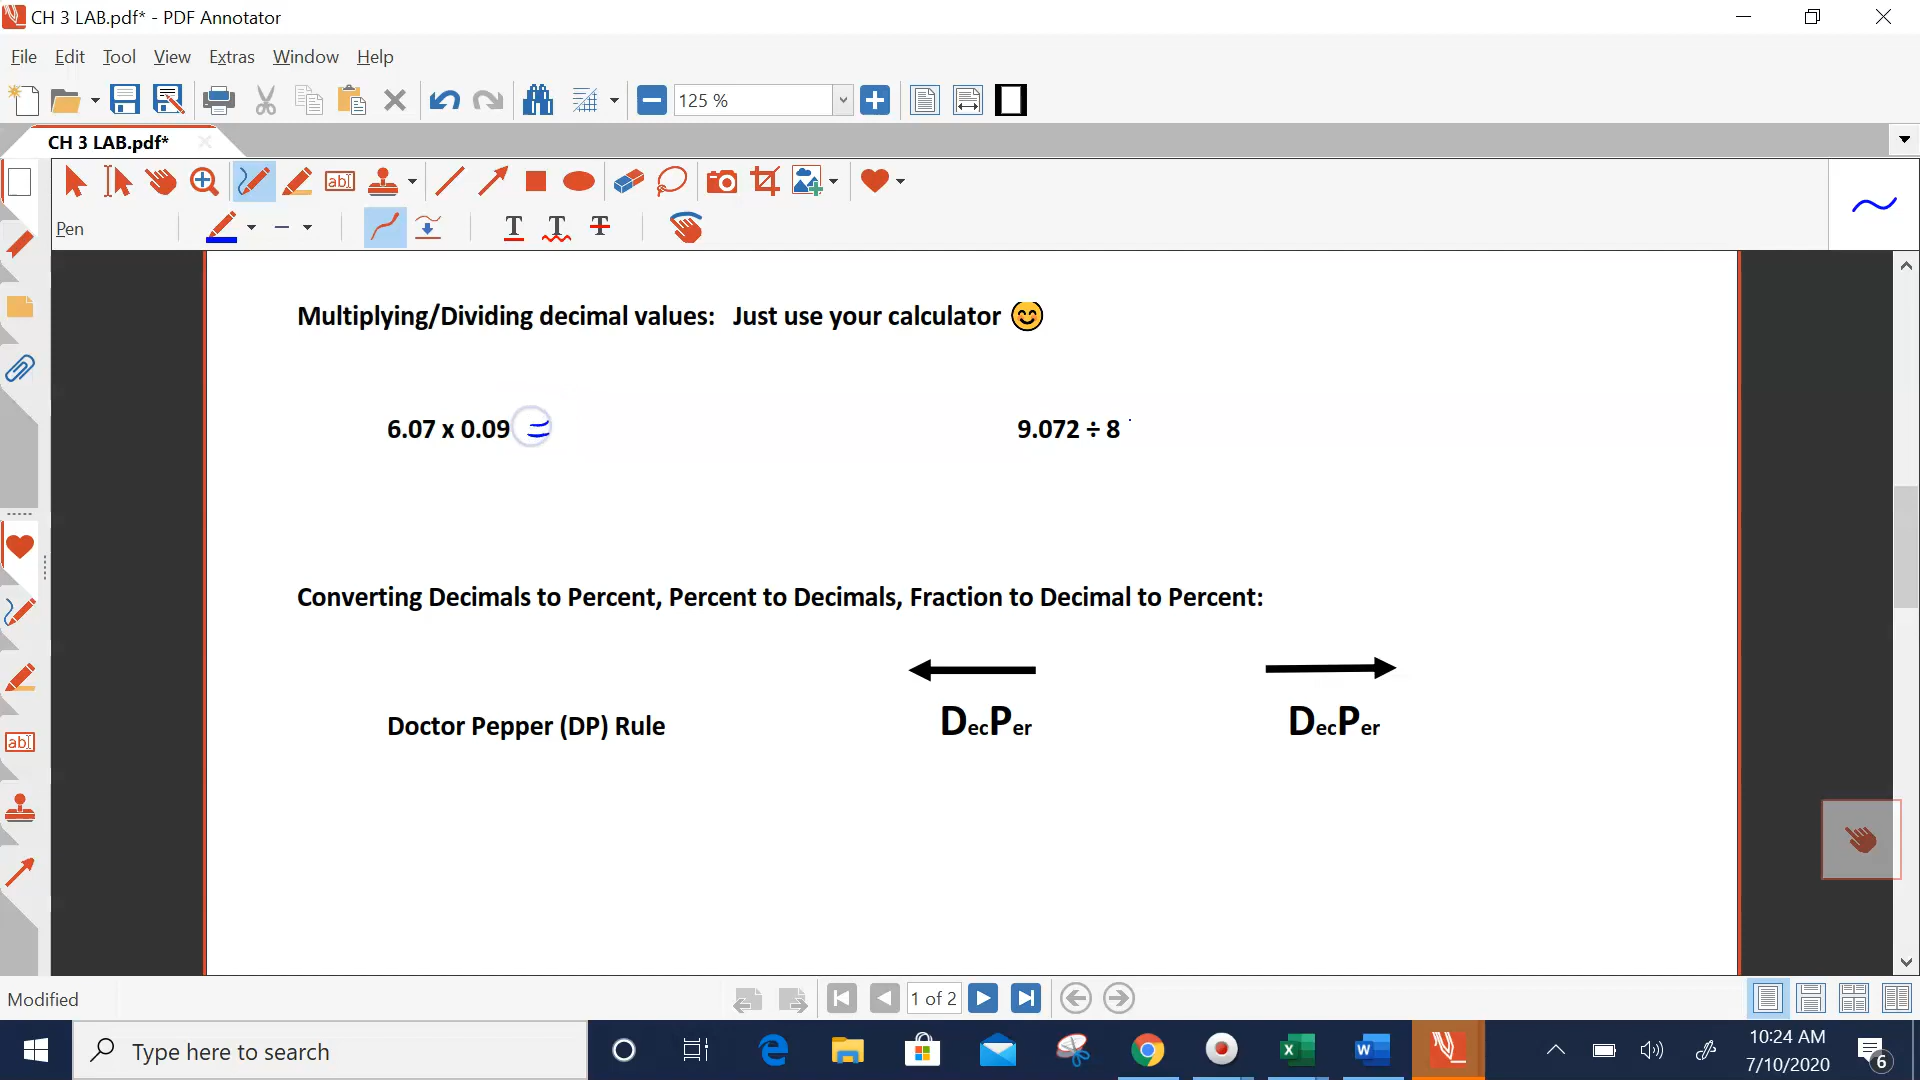 CH 3 LAB.pdf* - PDF Annotator
File Edit Tool View Extras Window Help
125 %
CH 3 LAB.pdf*
Pen
Multiplying/Dividing decimal values: Just use your calculator 😊
6.07 x 0.09 =
9.072 ÷ 8
Converting Decimals to Percent, Percent to Decimals, Fraction to Decimal to Percent:
Doctor Pepper (DP) Rule
DecPer
DecPer
Modified
1 of 2
Type here to search
10:24 AM
7/10/2020
6